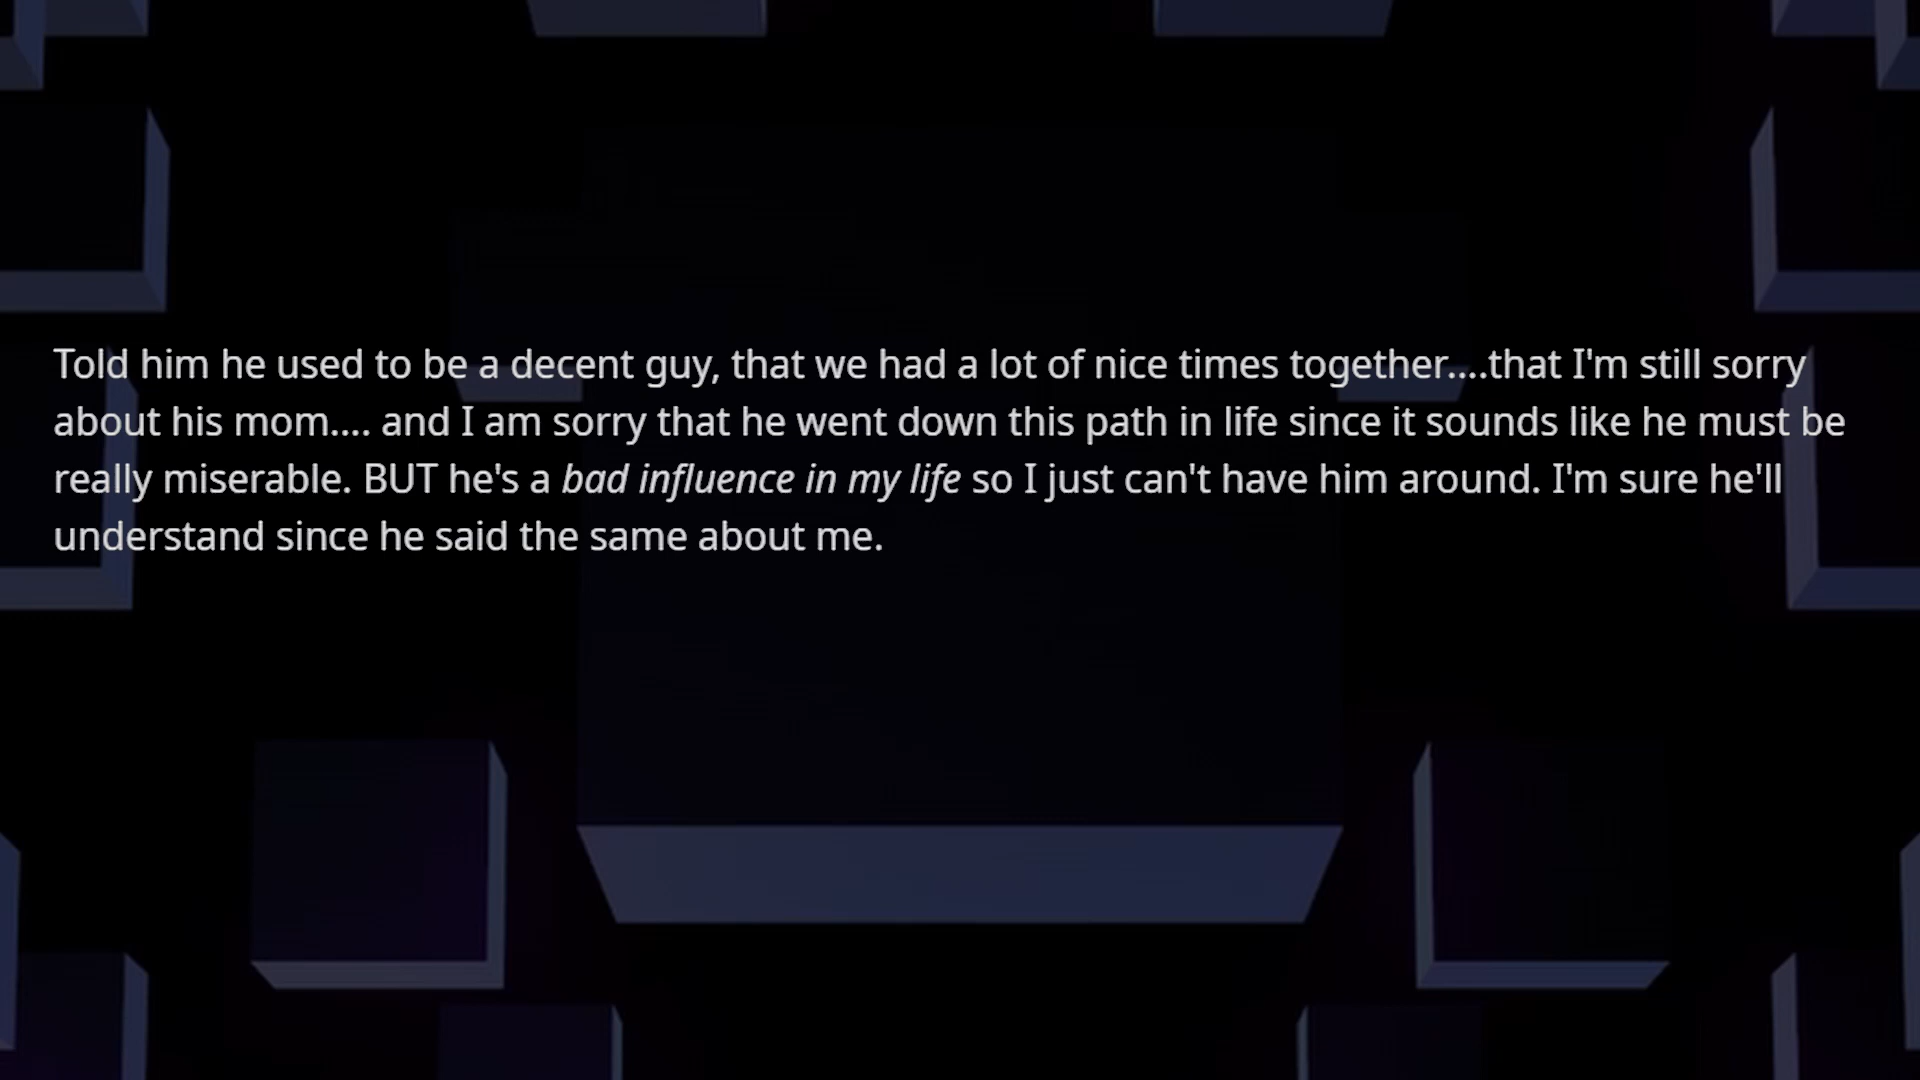 Told him he used to be a decent guy, that we had a lot of nice times together....that I'm still sorry
about his mom.... and I am sorry that he went down this path in life since it sounds like he must be
really miserable. BUT he's a bad influence in my life so I just can't have him around. I'm sure he'll
understand since he said the same about me.